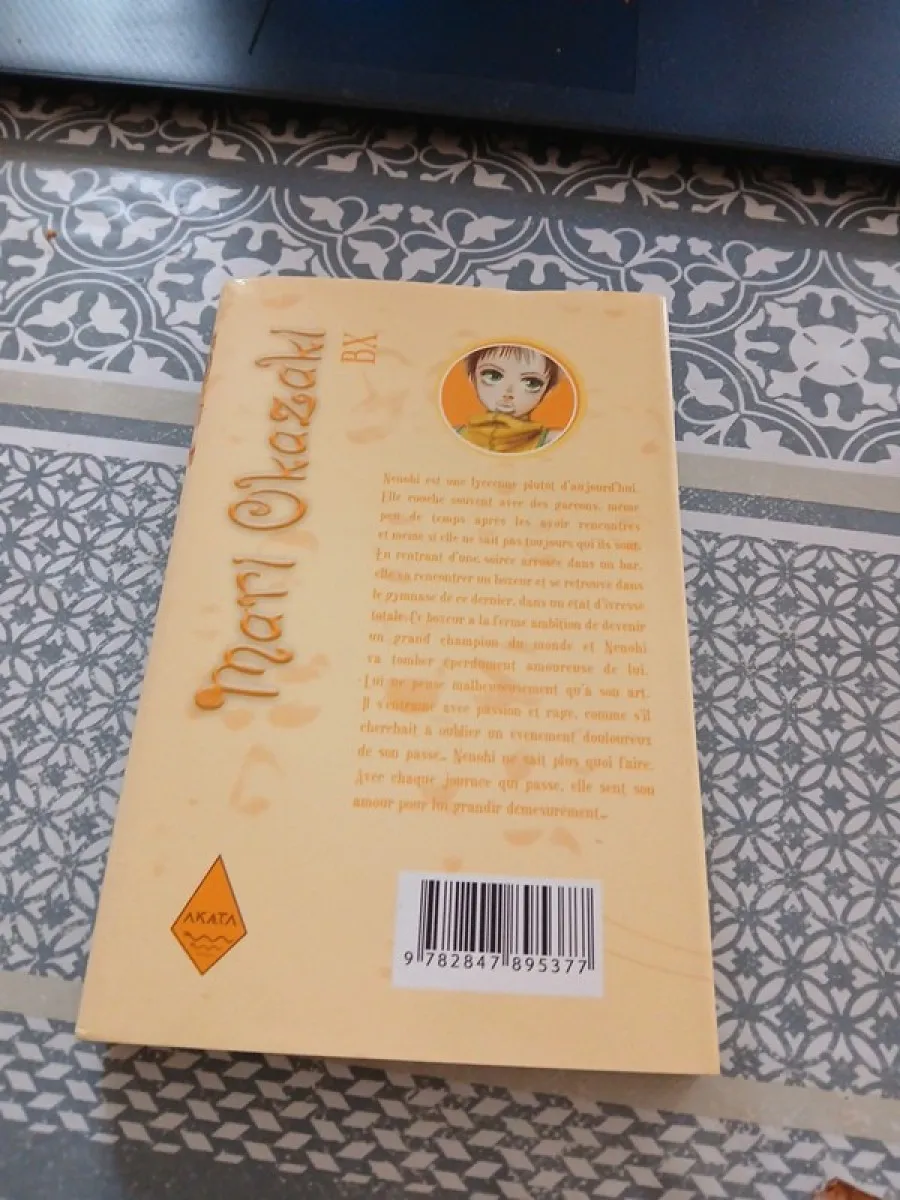 Mari Okazaki
BX
Nenohi est une lycéenne plutôt d'aujourd'hui.
Elle couche souvent avec des garçons, même
peu de temps après les avoir rencontrés
et même si elle ne sait pas toujours qui ils sont.
En rentrant d'une soirée arrosée dans un bar,
elle va rencontrer un boxeur et se retrouve dans
le gymnase de ce dernier, dans un état d'ivresse
totale. Ce boxeur a la ferme ambition de devenir
un grand champion du monde et Nenohi
va tomber éperdument amoureuse de lui.
Lui ne pense malheureusement qu'à son art.
Il s'entraîne avec passion et rage, comme s'il
cherchait à oublier un évènement douloureux
de son passé... Nenohi ne sait plus quoi faire.
Avec chaque journée qui passe, elle sent son
amour pour lui grandir démesurément...
AKATA
9 782847 895377